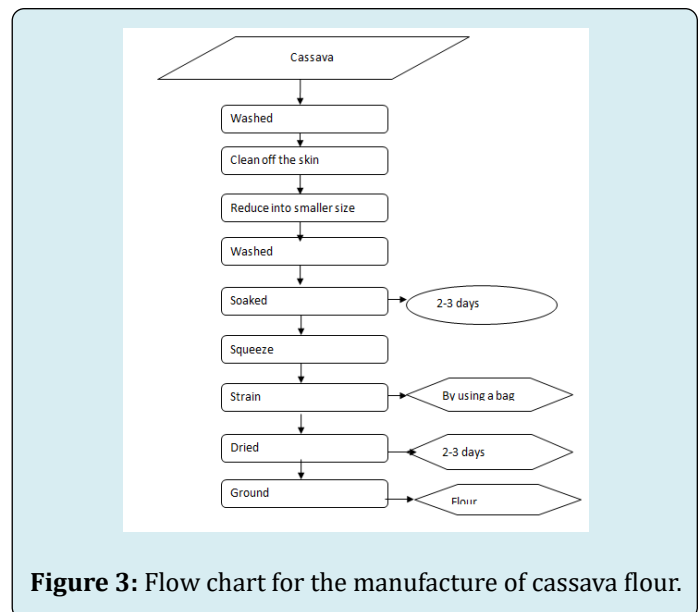 Cassava
Washed
Clean off the skin
Reduce into smaller size
Washed
Soaked
2-3 days
Squeeze
Strain
By using a bag
Dried
2-3 days
Ground
Flour
Figure 3: Flow chart for the manufacture of cassava flour.